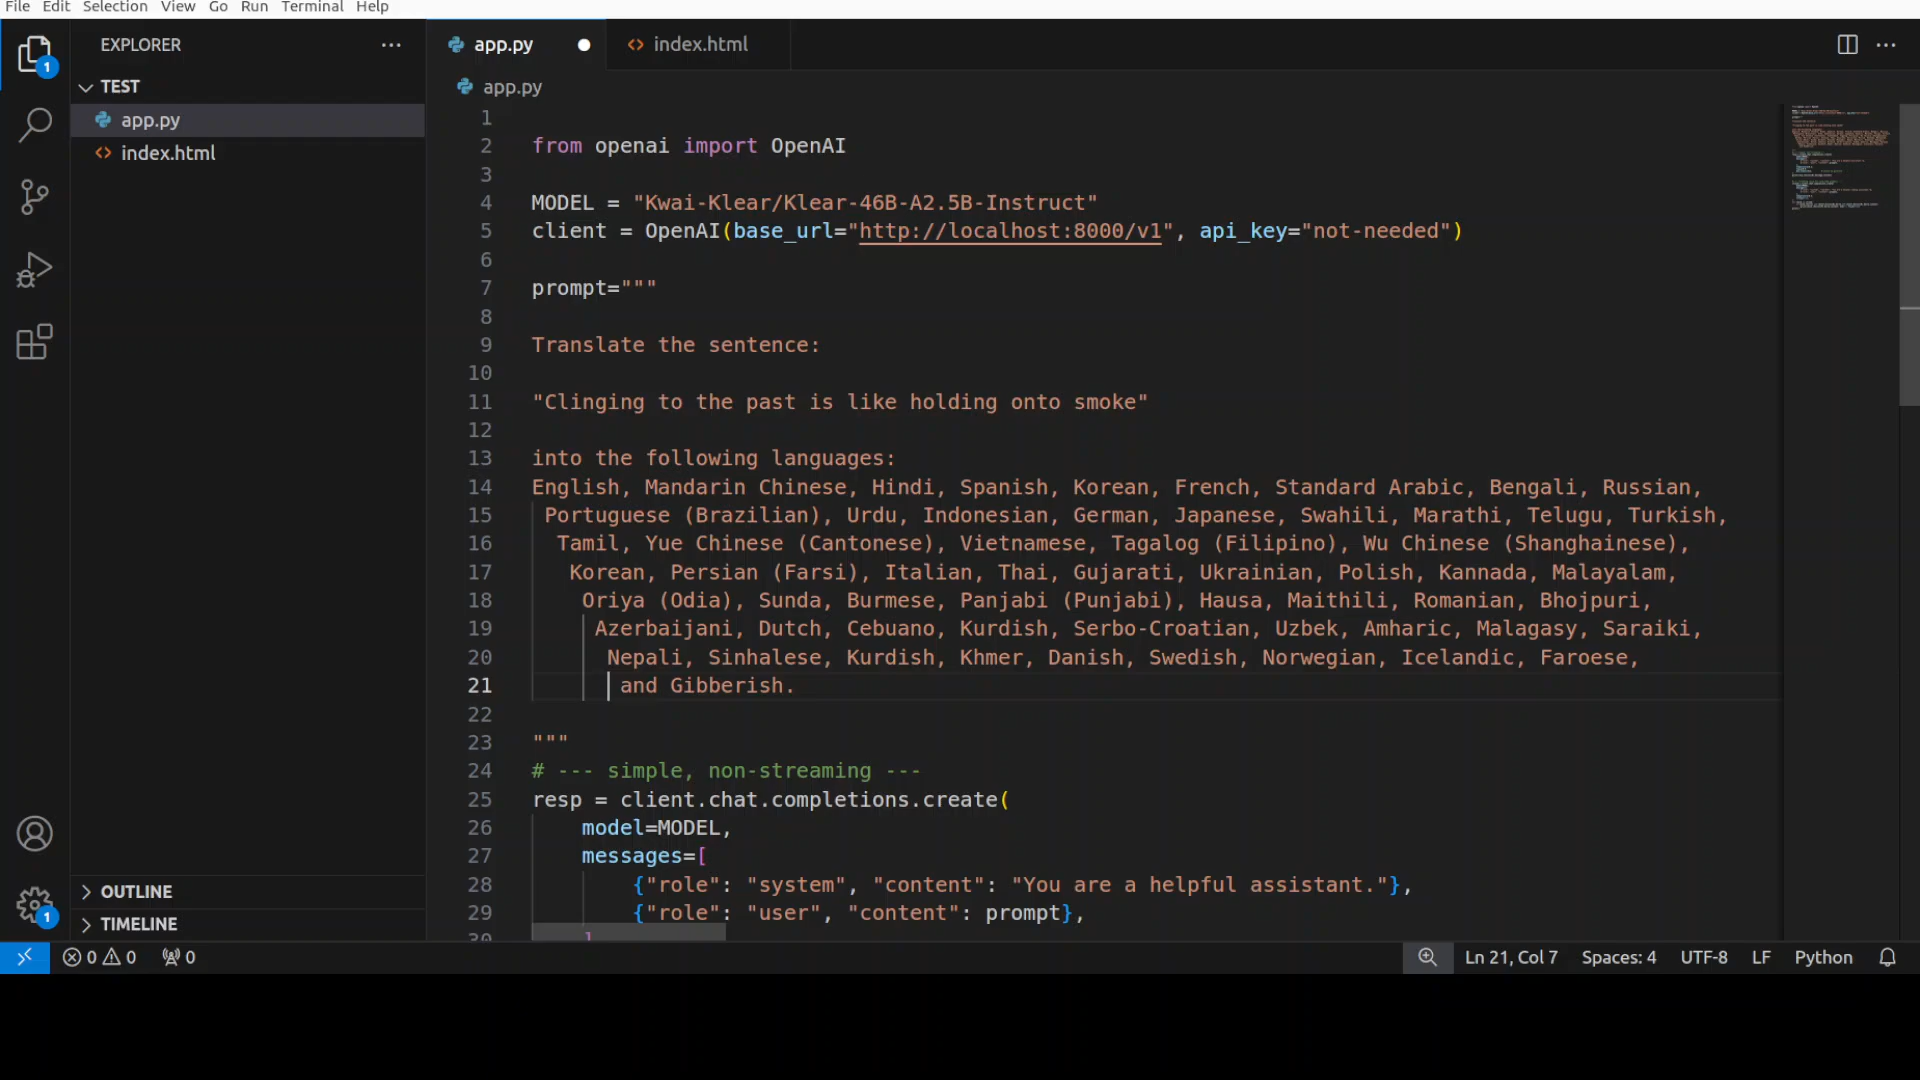 File Edit Selection View Go Run Terminal Help
EXPLORER
TEST
app.py
index.html
OUTLINE
TIMELINE
1
1
app.py
index.html
app.py
1
2 from openai import OpenAI
3
4 MODEL = "Kwai-Klear/Klear-46B-A2.5B-Instruct"
5 client = OpenAI(base_url="http://localhost:8000/v1", api_key="not-needed")
6
7 prompt="""
8
9 Translate the sentence:
10
11 "Clinging to the past is like holding onto smoke"
12
13 into the following languages:
14 English, Mandarin Chinese, Hindi, Spanish, Korean, French, Standard Arabic, Bengali, Russian,
15 Portuguese (Brazilian), Urdu, Indonesian, German, Japanese, Swahili, Marathi, Telugu, Turkish,
16 Tamil, Yue Chinese (Cantonese), Vietnamese, Tagalog (Filipino), Wu Chinese (Shanghainese),
17 Korean, Persian (Farsi), Italian, Thai, Gujarati, Ukrainian, Polish, Kannada, Malayalam,
18 Oriya (Odia), Sunda, Burmese, Panjabi (Punjabi), Hausa, Maithili, Romanian, Bhojpuri,
19 Azerbaijani, Dutch, Cebuano, Kurdish, Serbo-Croatian, Uzbek, Amharic, Malagasy, Saraiki,
20 Nepali, Sinhalese, Kurdish, Khmer, Danish, Swedish, Norwegian, Icelandic, Faroese,
21 and Gibberish.
22
23 """
24 # --- simple, non-streaming ---
25 resp = client.chat.completions.create(
26 model=MODEL,
27 messages=[
28 {"role": "system", "content": "You are a helpful assistant."},
29 {"role": "user", "content": prompt},
30 ]
0 0 0 Ln 21, Col 7 Spaces: 4 UTF-8 LF Python